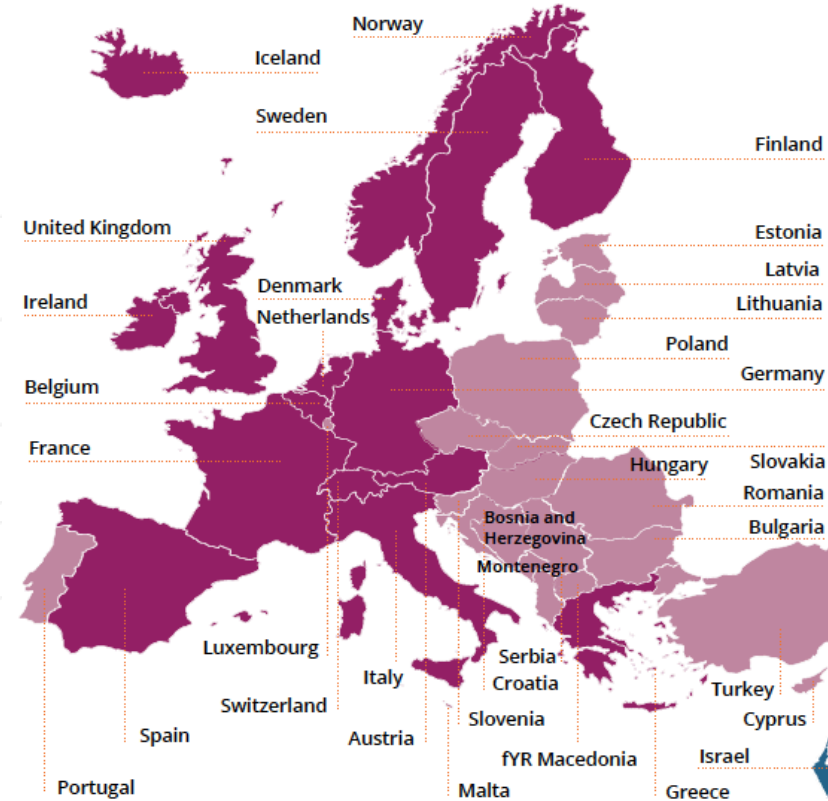 Norway
Iceland
Sweden
Finland
United Kingdom
Estonia
Latvia
Denmark
Ireland
Lithuania
Netherlands
Poland
Germany
Belgium
Czech Republic
France
Hungary
Slovakia
Romania
Bosnia and
Herzegovina
Bulgaria
Montenegro
Luxembourg
Serbia
Italy
Croatia
Turkey
Switzerland
Slovenia
Cyprus
Spain
Austria
fYR Macedonia
Israel
Portugal
Malta
Greece